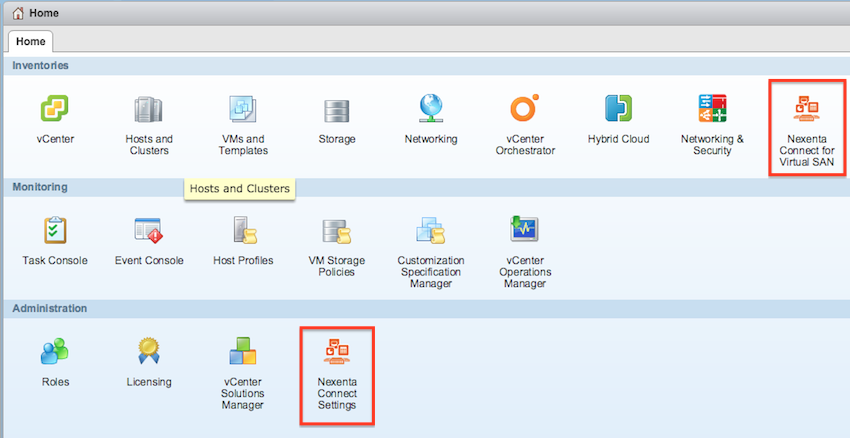 Home
Home
Inventories
vCenter
Hosts and
Clusters
VMs and
Templates
Storage
Networking
vCenter
Orchestrator
Hybrid Cloud
Networking &
Security
Nexenta
Connect for
Virtual SAN
Hosts and Clusters
Monitoring
Task Console
Event Console
Host Profiles
VM Storage
Policies
Customization
Specification
Manager
vCenter
Operations
Manager
Administration
Roles
Licensing
vCenter
Solutions
Manager
Nexenta
Connect
Settings